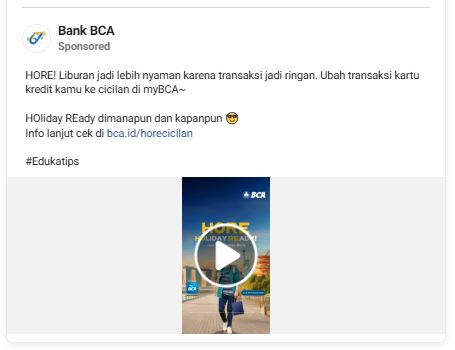 Bank BCA
Sponsored
HORE! Liburan jadi lebih nyaman karena transaksi jadi ringan. Ubah transaksi kartu
kredit kamu ke cicilan di myBCA~
HOliday REady dimanapun dan kapanpun 😎
Info lanjut cek di bca.id/horecicilan
#Edukatips
BCA
HORE
HOLIDAY READY!
BCA